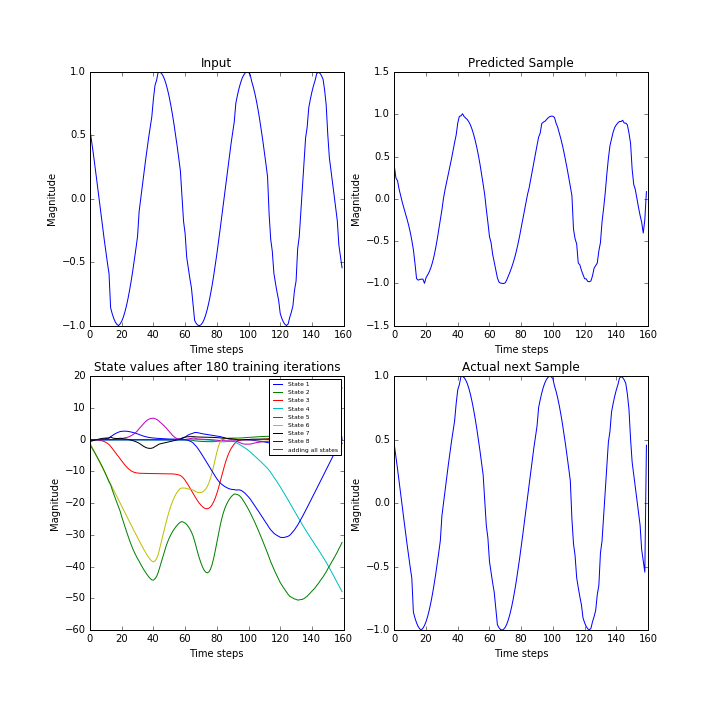 Input
1.0
0.5
0.0
−0.5
−1.0
Magnitude
0 20 40 60 80 100 120 140 160
Time steps
Predicted Sample
1.5
1.0
0.5
0.0
−0.5
−1.0
−1.5
Magnitude
0 20 40 60 80 100 120 140 160
Time steps
State values after 180 training iterations
20
10
0
−10
−20
−30
−40
−50
−60
Magnitude
State 1
State 2
State 3
State 4
State 5
State 6
State 7
State 8
adding all states
0 20 40 60 80 100 120 140 160
Time steps
Actual next Sample
1.0
0.5
0.0
−0.5
−1.0
Magnitude
0 20 40 60 80 100 120 140 160
Time steps